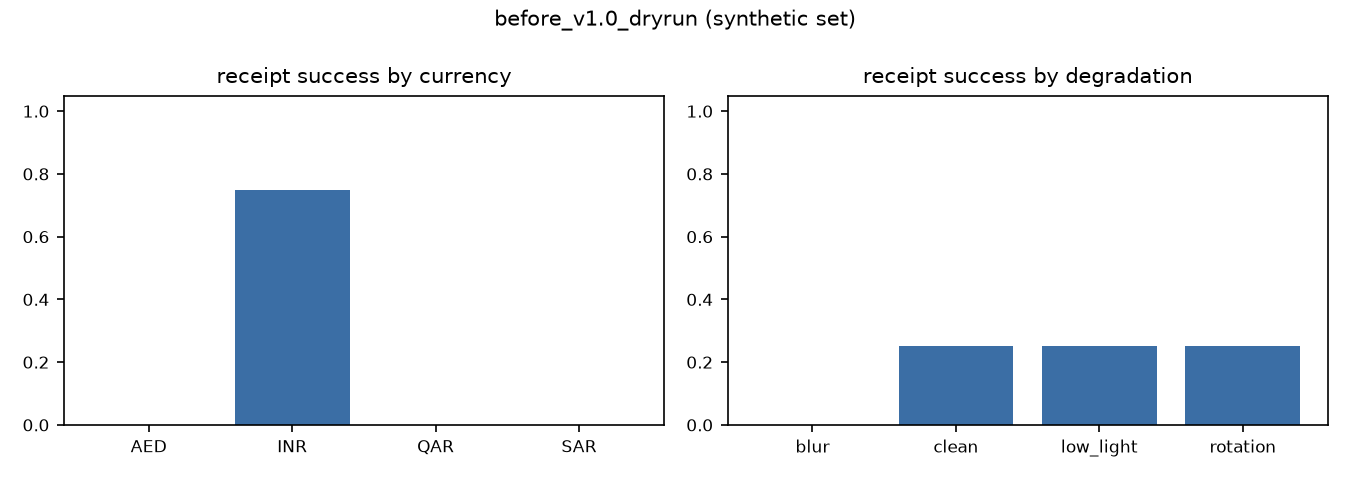 before_v1.0_dryrun (synthetic set)
receipt success by currency
1.0
0.8
0.6
0.4
0.2
0.0
AED INR QAR SAR
receipt success by degradation
1.0
0.8
0.6
0.4
0.2
0.0
blur clean low_light rotation